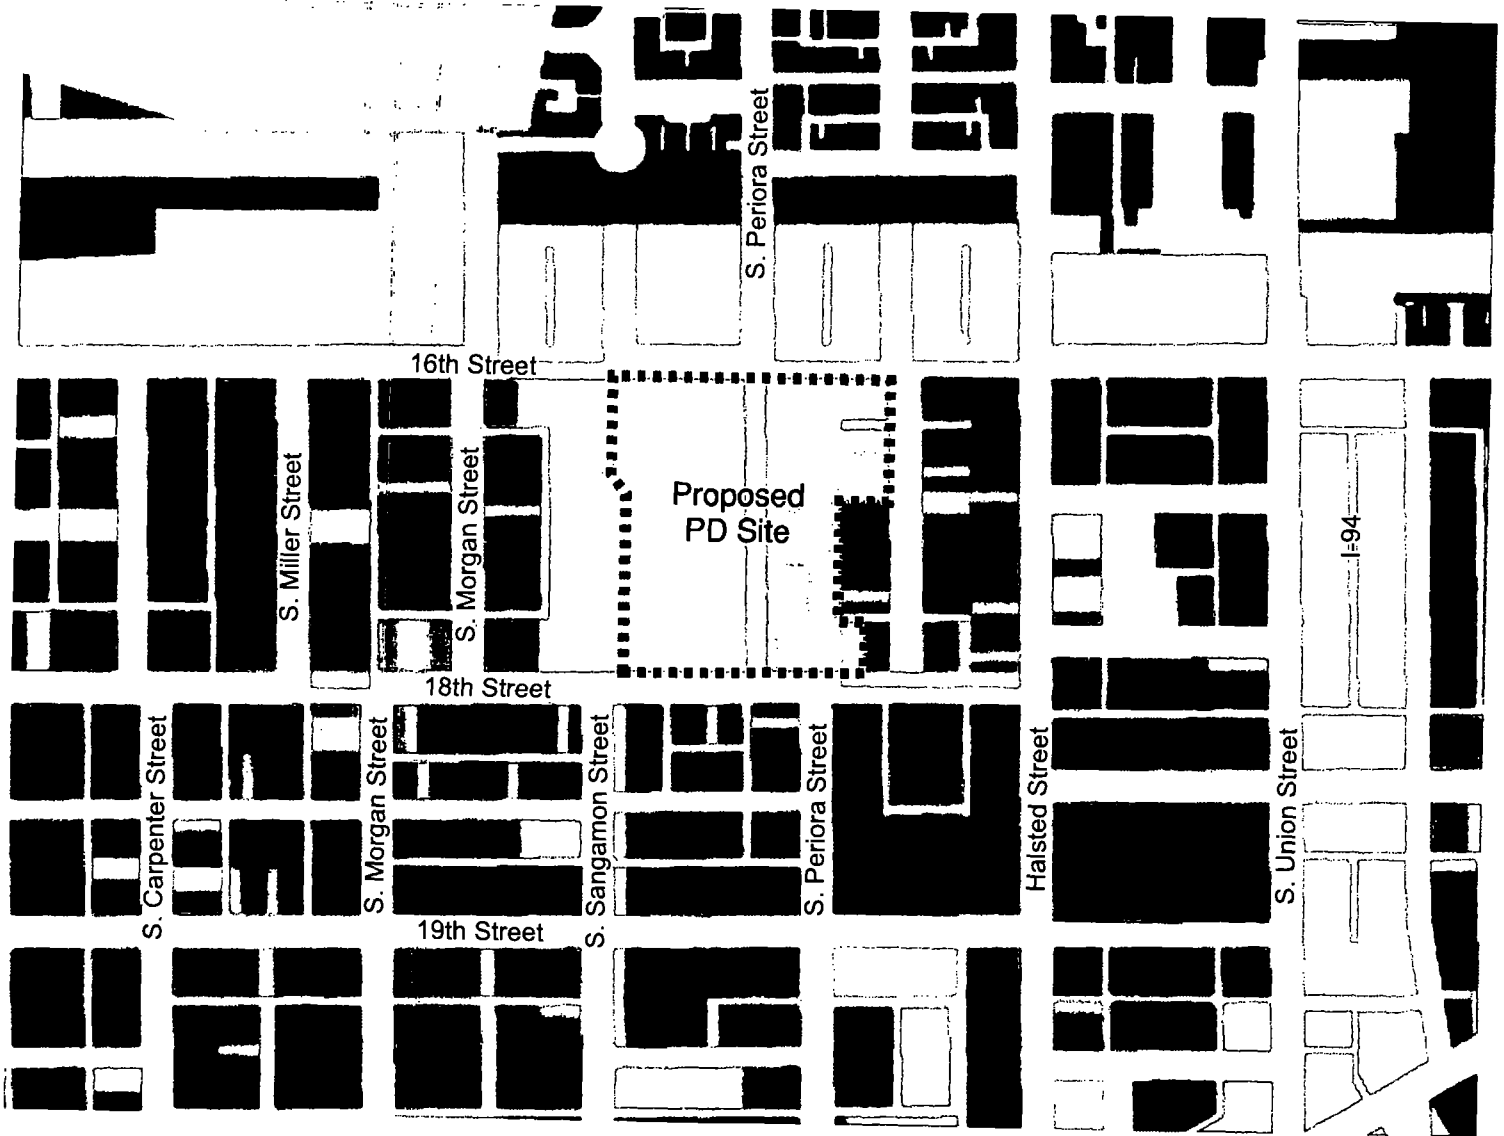 S. Periora Street
16th Street
S. Miller Street
S. Morgan Street
Proposed
PD Site
I-94
18th Street
S. Carpenter Street
S. Morgan Street
S. Sangamon Street
S. Periora Street
Halsted Street
S. Union Street
19th Street